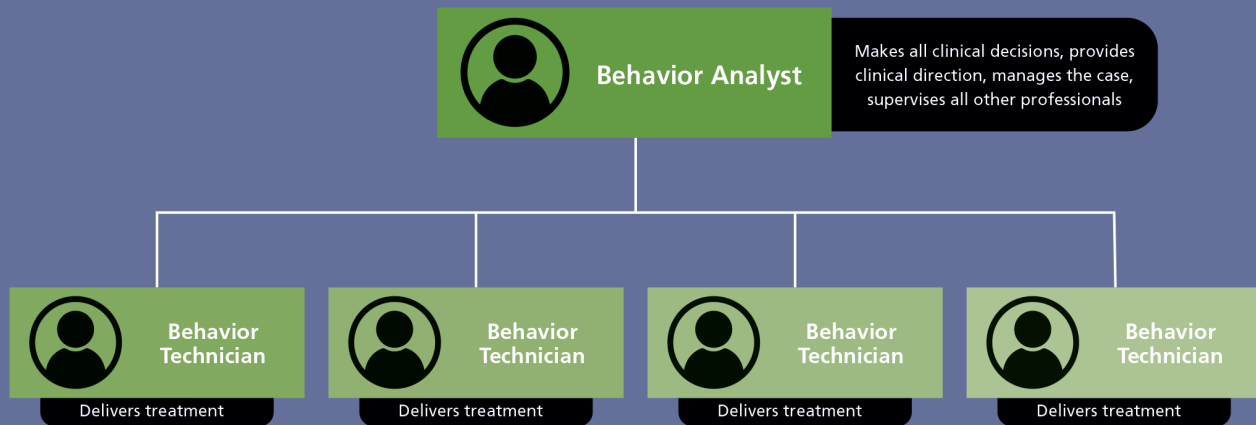 Behavior Analyst
Makes all clinical decisions, provides
clinical direction, manages the case,
supervises all other professionals
Behavior
Technician
Delivers treatment
Behavior
Technician
Delivers treatment
Behavior
Technician
Delivers treatment
Behavior
Technician
Delivers treatment